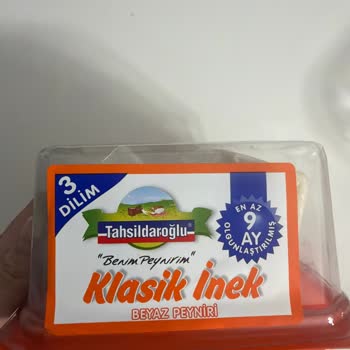 3
DİLİM
Tahsildaroğlu
"Benim Peynirim"
Klasik İnek
BEYAZ PEYNİRİ
EN AZ
9
AY
OLGUNLAŞTIRILMIŞ